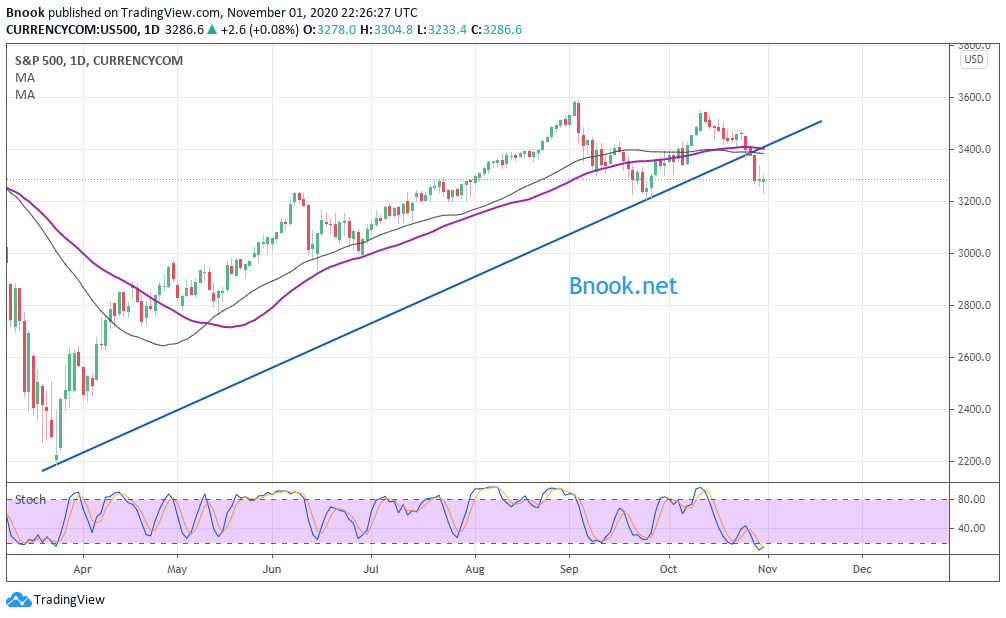 Bnook published on TradingView.com, November 01, 2020 22:26:27 UTC
CURRENCYCOM:US500, 1D 3286.6 ▲ +2.6 (+0.08%) O:3278.0 H:3304.8 L:3233.4 C:3286.6
S&P 500, 1D, CURRENCYCOM
MA
MA
3800.0
USD
3600.0
3400.0
3200.0
3000.0
2800.0
2600.0
2400.0
2200.0
Bnook.net
Stoch
80.00
40.00
Apr May Jun Jul Aug Sep Oct Nov Dec
TradingView